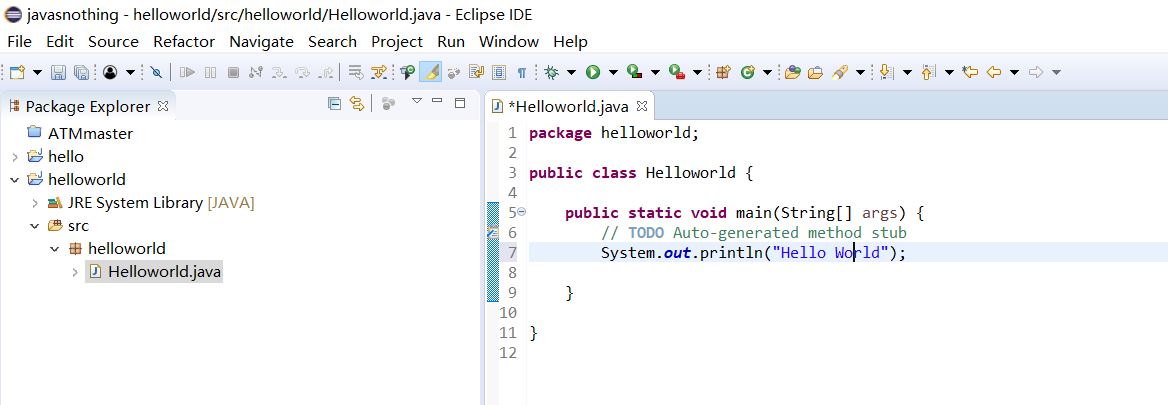 javasnothing - helloworld/src/helloworld/Helloworld.java - Eclipse IDE
File Edit Source Refactor Navigate Search Project Run Window Help
Package Explorer
ATMmaster
hello
helloworld
JRE System Library [JAVA]
src
helloworld
Helloworld.java
*Helloworld.java
1 package helloworld;
2
3 public class Helloworld {
4
5 public static void main(String[] args) {
6 // TODO Auto-generated method stub
7 System.out.println("Hello World");
8
9 }
10
11 }
12